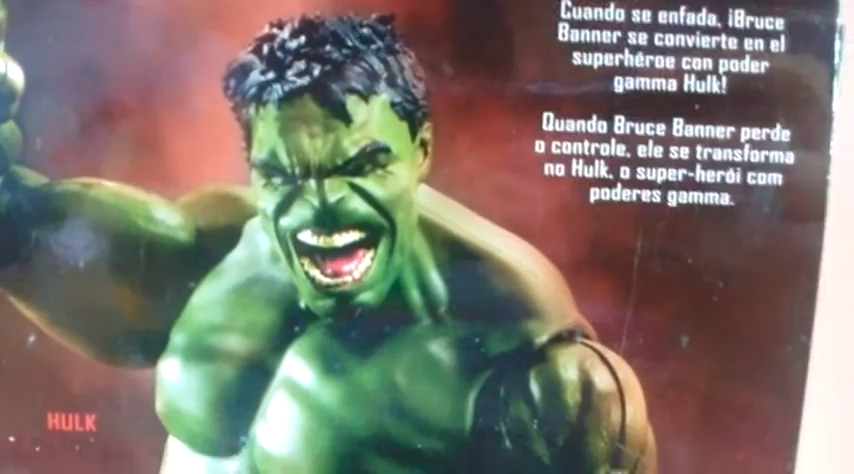 Cuando se enfada, ¡Bruce
Banner se convierte en el
superhéroe con poder
gamma Hulk!
Quando Bruce Banner perde
o controle, ele se transforma
no Hulk, o super-herói com
poderes gamma.
HULK